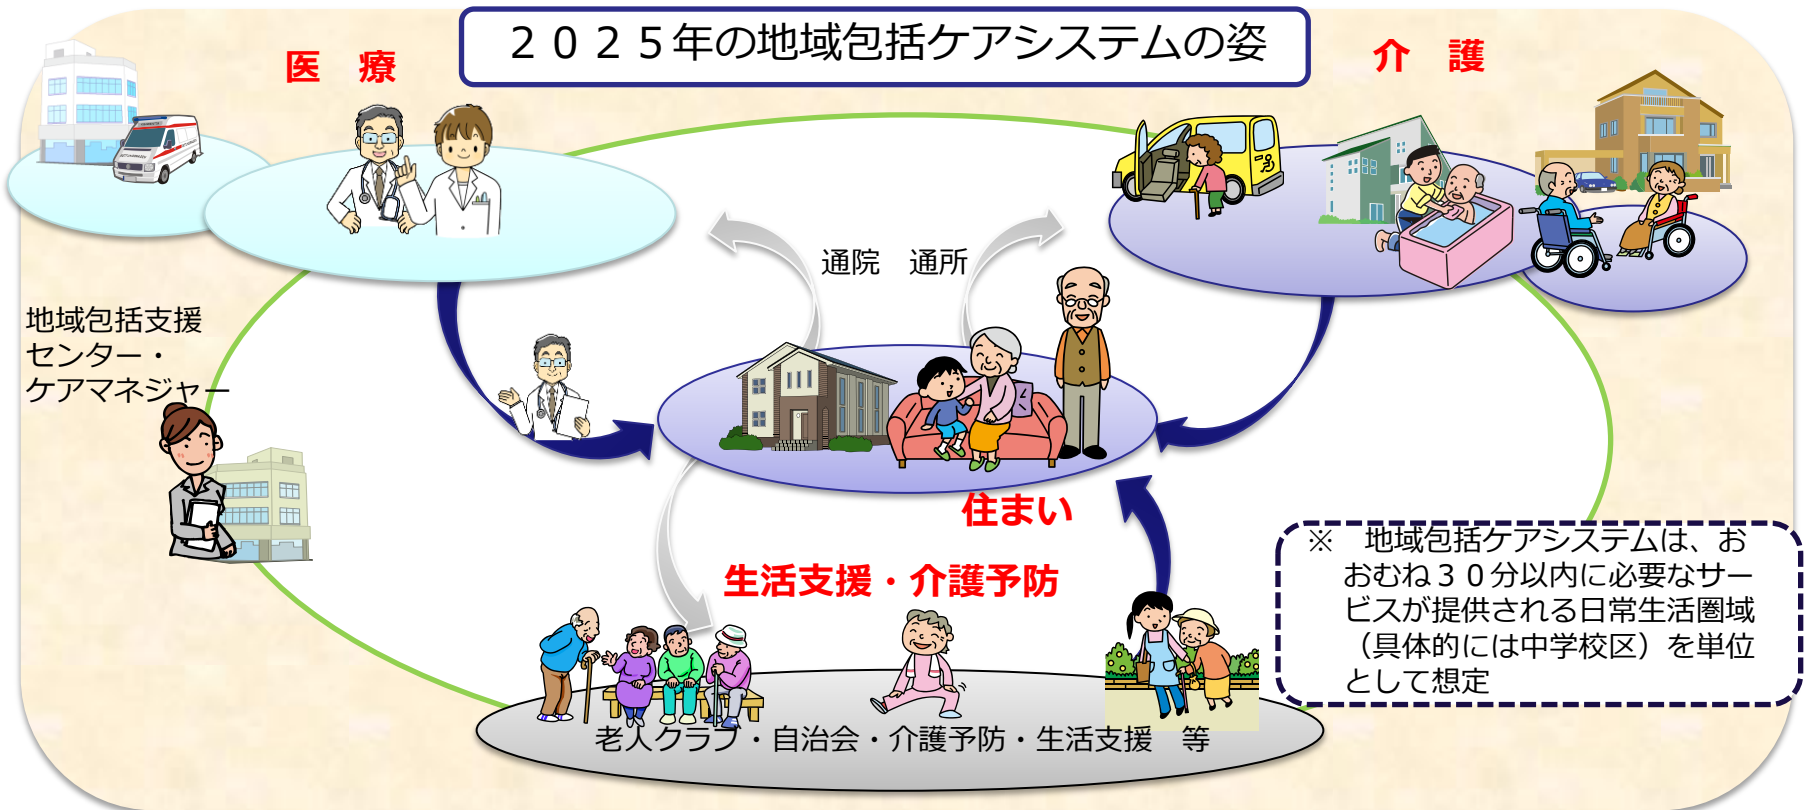 ２０２５年の地域包括ケアシステムの姿
医　療
介　護
通院　通所
地域包括支援
センター・
ケアマネジャー
住まい
生活支援・介護予防
※　地域包括ケアシステムは、お
おむね３０分以内に必要なサー
ビスが提供される日常生活圏域
（具体的には中学校区）を単位
として想定
老人クラブ・自治会・介護予防・生活支援　等